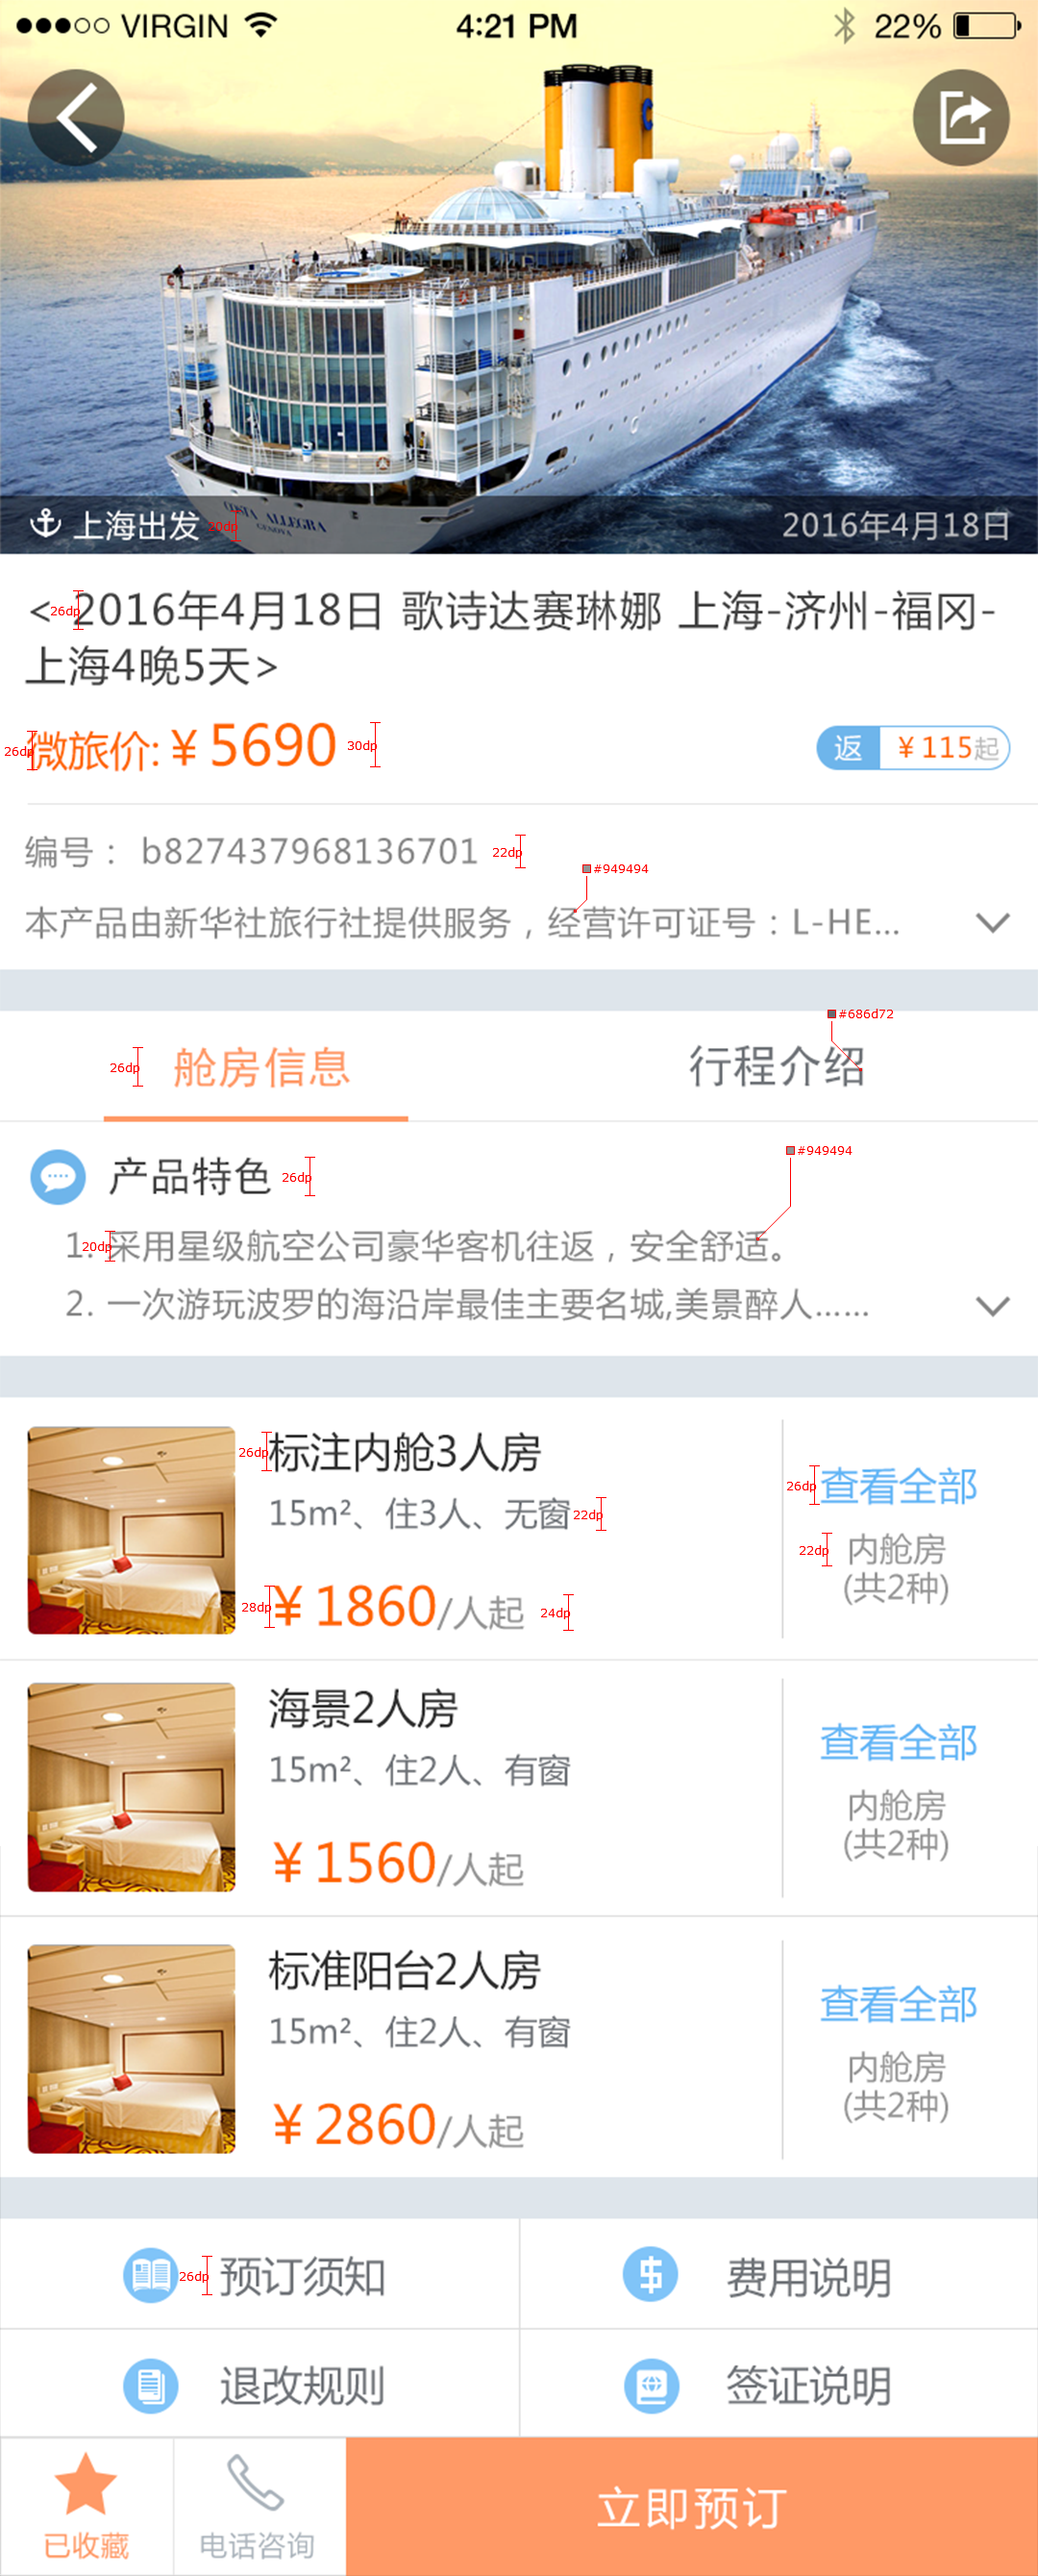 VIRGIN 4:21 PM 22%
COSTA ALLEGRA
GENOVA
上海出发 20dp 2016年4月18日
26dp
<2016年4月18日 歌诗达赛琳娜 上海-济州-福冈-
上海4晚5天>
26dp 微旅价:¥5690 30dp 返 ¥115起
编号： b827437968136701 22dp
#949494
本产品由新华社旅行社提供服务，经营许可证号：L-HE...
#686d72
26dp 舱房信息 行程介绍
产品特色 26dp #949494
20dp 1. 采用星级航空公司豪华客机往返，安全舒适。
2. 一次游玩波罗的海沿岸最佳主要名城,美景醉人......
26dp 标注内舱3人房
26dp 查看全部
15m²、住3人、无窗 22dp
22dp 内舱房
(共2种)
28dp ¥1860/人起 24dp
海景2人房
查看全部
15m²、住2人、有窗
内舱房
(共2种)
¥1560/人起
标准阳台2人房
查看全部
15m²、住2人、有窗
内舱房
(共2种)
¥2860/人起
26dp 预订须知 费用说明
退改规则 签证说明
已收藏 电话咨询 立即预订